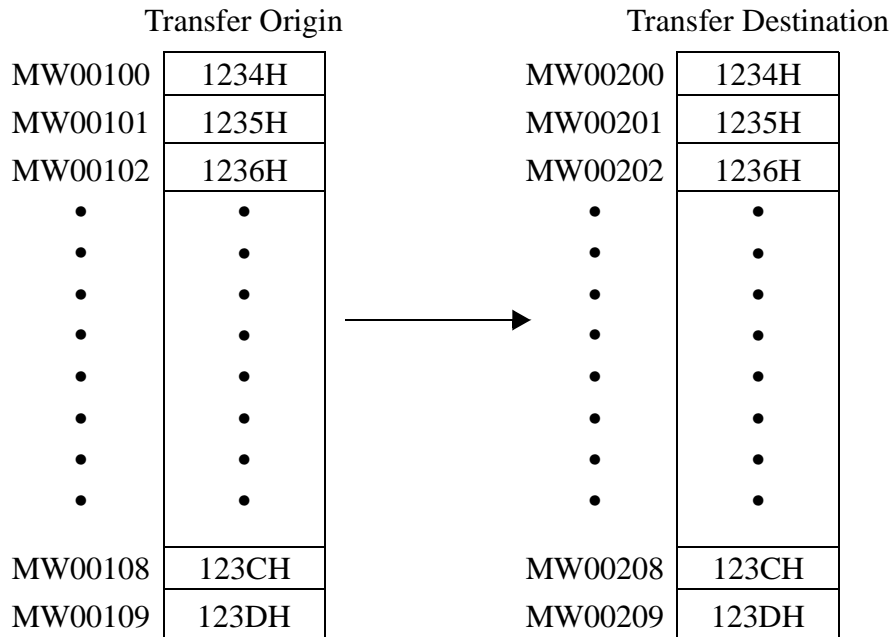 Transfer Origin Transfer Destination
MW00100 1234H MW00200 1234H
MW00101 1235H MW00201 1235H
MW00102 1236H MW00202 1236H
MW00108 123CH MW00208 123CH
MW00109 123DH MW00209 123DH